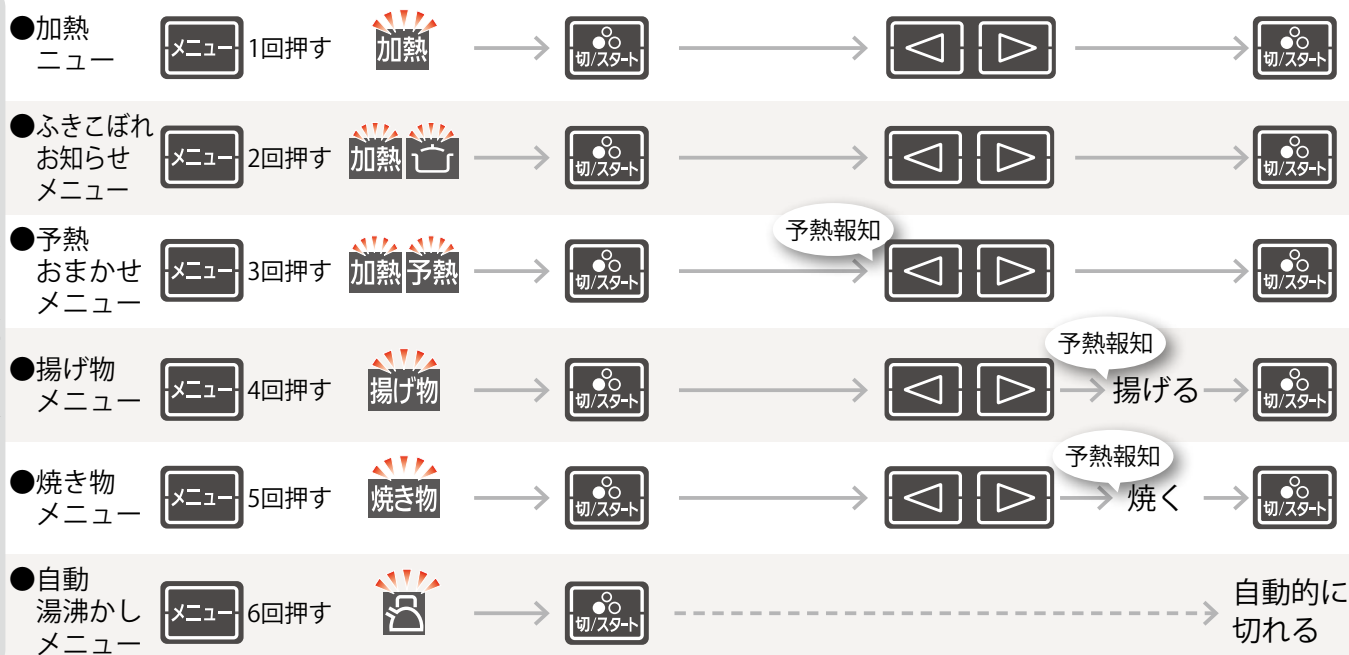 ●加熱
ニュー
メニュー
1回押す
加熱
切/スタート
切/スタート
●ふきこぼれ
お知らせ
メニュー
メニュー
2回押す
加熱
切/スタート
切/スタート
●予熱
おまかせ
メニュー
メニュー
3回押す
加熱 予熱
切/スタート
予熱報知
切/スタート
●揚げ物
メニュー
メニュー
4回押す
揚げ物
切/スタート
予熱報知
揚げる
切/スタート
●焼き物
メニュー
メニュー
5回押す
焼き物
切/スタート
予熱報知
焼く
切/スタート
●自動
湯沸かし
メニュー
メニュー
6回押す
切/スタート
自動的に
切れる